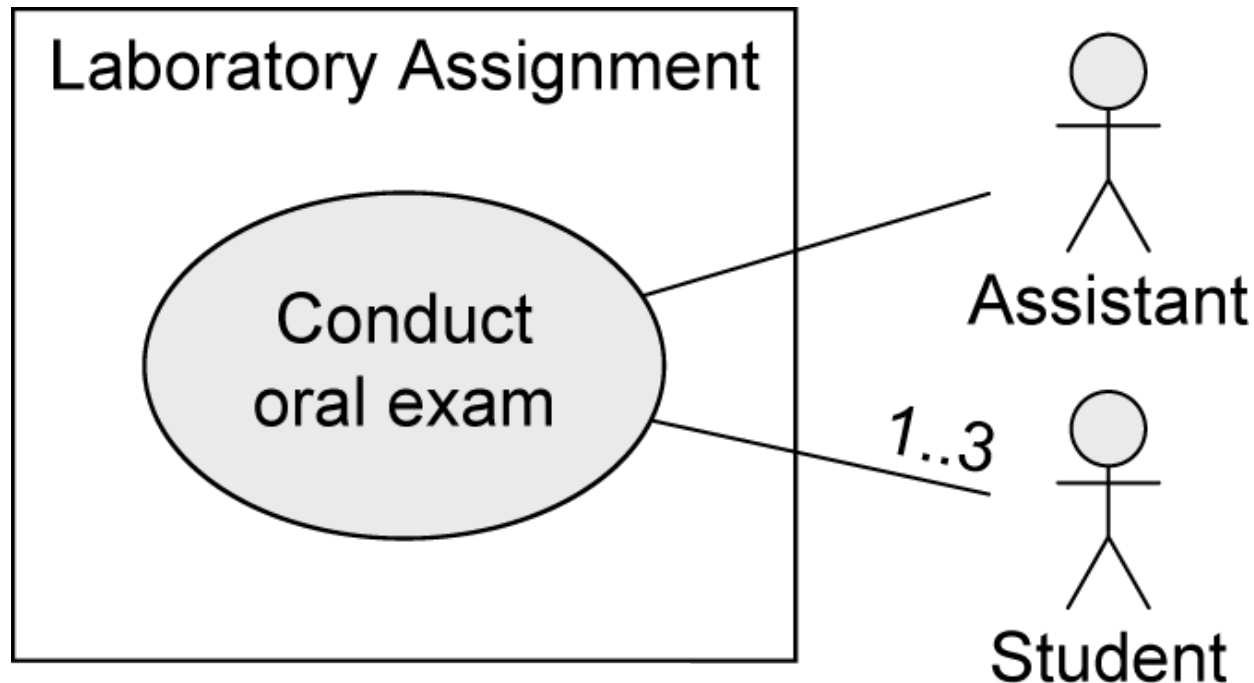 Laboratory Assignment
Conduct
oral exam
Assistant
1..3
Student